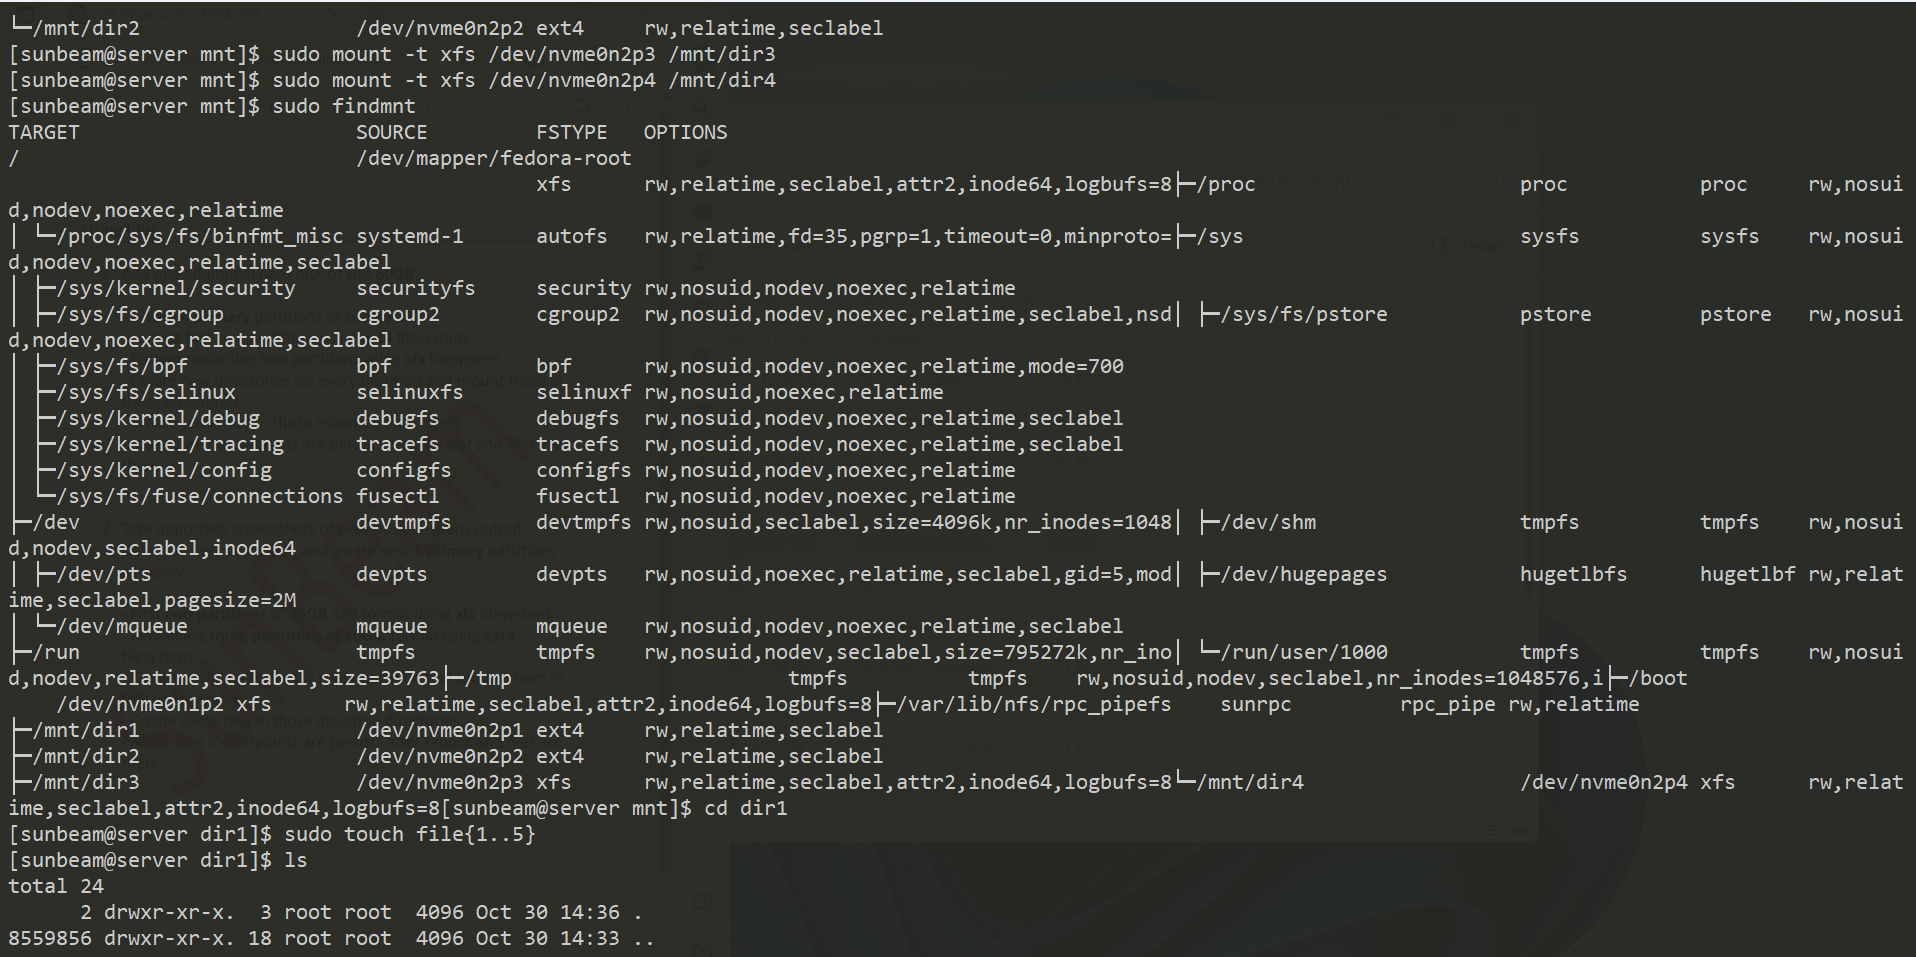 └─/mnt/dir2                  /dev/nvme0n2p2 ext4     rw,relatime,seclabel
[sunbeam@server mnt]$ sudo mount -t xfs /dev/nvme0n2p3 /mnt/dir3
[sunbeam@server mnt]$ sudo mount -t xfs /dev/nvme0n2p4 /mnt/dir4
[sunbeam@server mnt]$ sudo findmnt
TARGET                       SOURCE         FSTYPE   OPTIONS
/                            /dev/mapper/fedora-root
                                            xfs      rw,relatime,seclabel,attr2,inode64,logbufs=8├─/proc                      proc           proc     rw,nosui
d,nodev,noexec,relatime
│ └─/proc/sys/fs/binfmt_misc systemd-1      autofs   rw,relatime,fd=35,pgrp=1,timeout=0,minproto=├─/sys                       sysfs          sysfs    rw,nosui
d,nodev,noexec,relatime,seclabel
│ ├─/sys/kernel/security     securityfs     security rw,nosuid,nodev,noexec,relatime
│ ├─/sys/fs/cgroup           cgroup2        cgroup2  rw,nosuid,nodev,noexec,relatime,seclabel,nsd│ ├─/sys/fs/pstore           pstore         pstore   rw,nosui
d,nodev,noexec,relatime,seclabel
│ ├─/sys/fs/bpf              bpf            bpf      rw,nosuid,nodev,noexec,relatime,mode=700
│ ├─/sys/fs/selinux          selinuxfs      selinuxf rw,nosuid,noexec,relatime
│ ├─/sys/kernel/debug        debugfs        debugfs  rw,nosuid,nodev,noexec,relatime,seclabel
│ ├─/sys/kernel/tracing      tracefs        tracefs  rw,nosuid,nodev,noexec,relatime,seclabel
│ ├─/sys/kernel/config       configfs       configfs rw,nosuid,nodev,noexec,relatime
│ └─/sys/fs/fuse/connections fusectl        fusectl  rw,nosuid,nodev,noexec,relatime
├─/dev                       devtmpfs       devtmpfs rw,nosuid,seclabel,size=4096k,nr_inodes=1048│ ├─/dev/shm                 tmpfs          tmpfs    rw,nosui
d,nodev,seclabel,inode64
│ ├─/dev/pts                 devpts         devpts   rw,nosuid,noexec,relatime,seclabel,gid=5,mod│ ├─/dev/hugepages           hugetlbfs      hugetlbf rw,relat
ime,seclabel,pagesize=2M
│ └─/dev/mqueue              mqueue         mqueue   rw,nosuid,nodev,noexec,relatime,seclabel
├─/run                       tmpfs          tmpfs    rw,nosuid,nodev,seclabel,size=795272k,nr_ino│ └─/run/user/1000           tmpfs          tmpfs    rw,nosui
d,nodev,relatime,seclabel,size=39763├─/tmp                       tmpfs          tmpfs    rw,nosuid,nodev,seclabel,nr_inodes=1048576,i├─/boot
    /dev/nvme0n1p2 xfs      rw,relatime,seclabel,attr2,inode64,logbufs=8├─/var/lib/nfs/rpc_pipefs    sunrpc         rpc_pipe rw,relatime
├─/mnt/dir1                  /dev/nvme0n2p1 ext4     rw,relatime,seclabel
├─/mnt/dir2                  /dev/nvme0n2p2 ext4     rw,relatime,seclabel
├─/mnt/dir3                  /dev/nvme0n2p3 xfs      rw,relatime,seclabel,attr2,inode64,logbufs=8└─/mnt/dir4                  /dev/nvme0n2p4 xfs      rw,relat
ime,seclabel,attr2,inode64,logbufs=8[sunbeam@server mnt]$ cd dir1
[sunbeam@server dir1]$ sudo touch file{1..5}
[sunbeam@server dir1]$ ls
total 24
      2 drwxr-xr-x.  3 root root  4096 Oct 30 14:36 .
8559856 drwxr-xr-x. 18 root root  4096 Oct 30 14:33 ..